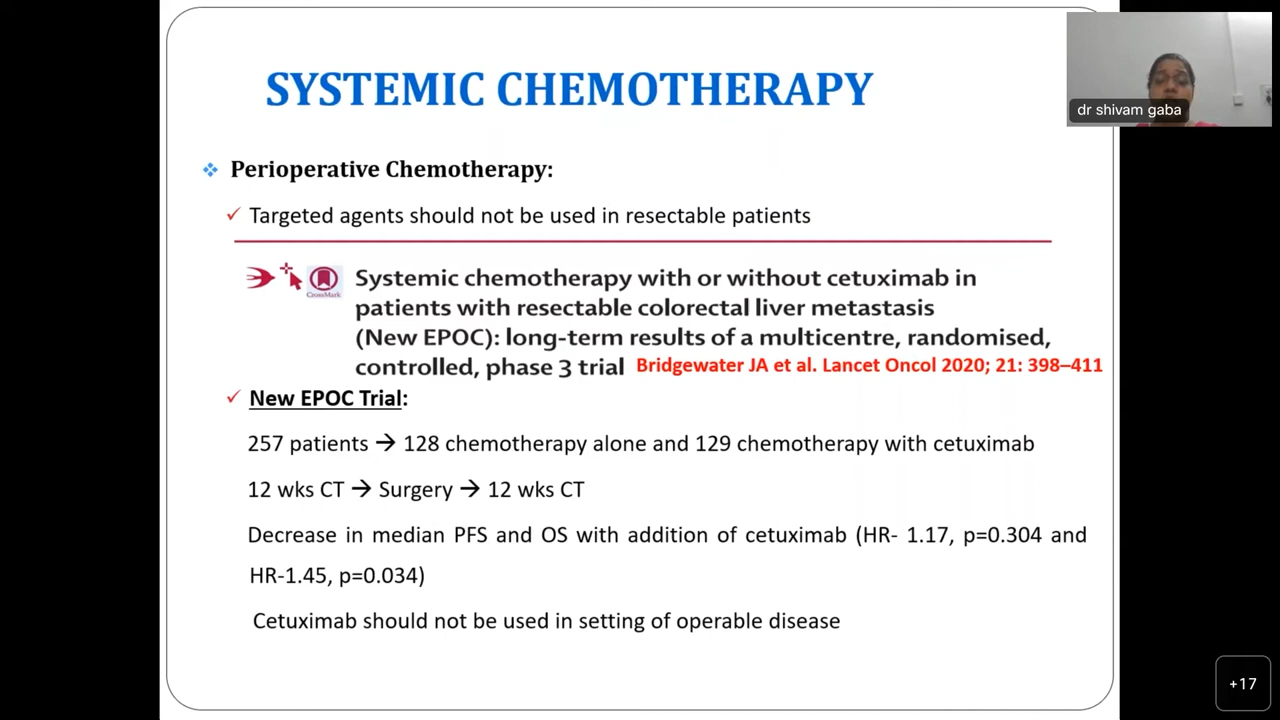 SYSTEMIC CHEMOTHERAPY
dr shivam gaba
Perioperative Chemotherapy:
Targeted agents should not be used in resectable patients
CrossMark
Systemic chemotherapy with or without cetuximab in
patients with resectable colorectal liver metastasis
(New EPOC): long-term results of a multicentre, randomised,
controlled, phase 3 trial Bridgewater JA et al. Lancet Oncol 2020; 21: 398–411
New EPOC Trial:
257 patients → 128 chemotherapy alone and 129 chemotherapy with cetuximab
12 wks CT → Surgery → 12 wks CT
Decrease in median PFS and OS with addition of cetuximab (HR- 1.17, p=0.304 and
HR-1.45, p=0.034)
Cetuximab should not be used in setting of operable disease
+17